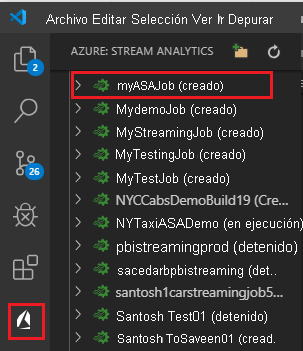 Archivo Editar Selección Ver Ir Depurar
AZURE: STREAM ANALYTICS
2
myASAJob (creado)
MydemoJob (creado)
MyStreamingJob (creado)
MyTestingJob (creado)
26
MyTestJob (creado)
NYCCabsDemoBuild19 (Cre...
NYTaxiASADemo (en ejecución)
pbistreamingprod (detenido)
sacedarbpbistreaming (det..
santosh1carstreamingjob5...
Santosh Test01 (detenido)
Santosh ToSaveen01 (cread.